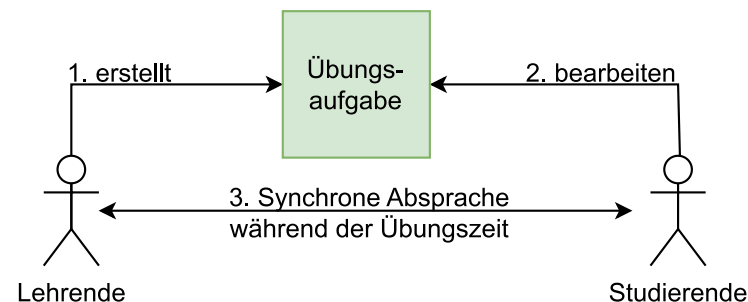 1. erstellt
Übungs-
aufgabe
2. bearbeiten
3. Synchrone Absprache
während der Übungszeit
Lehrende
Studierende